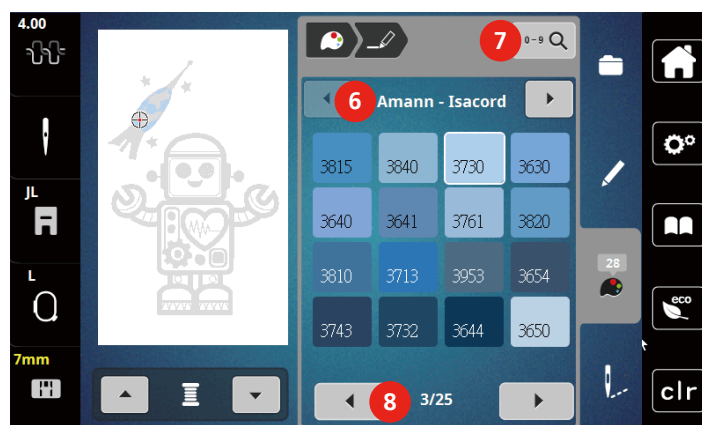 4.00
JL
L
7mm
7 0-9
6 Amann - Isacord
3815 3840 3730 3630
3640 3641 3761 3820
3810 3713 3953 3654
3743 3732 3644 3650
8 3/25
28
eco
clr